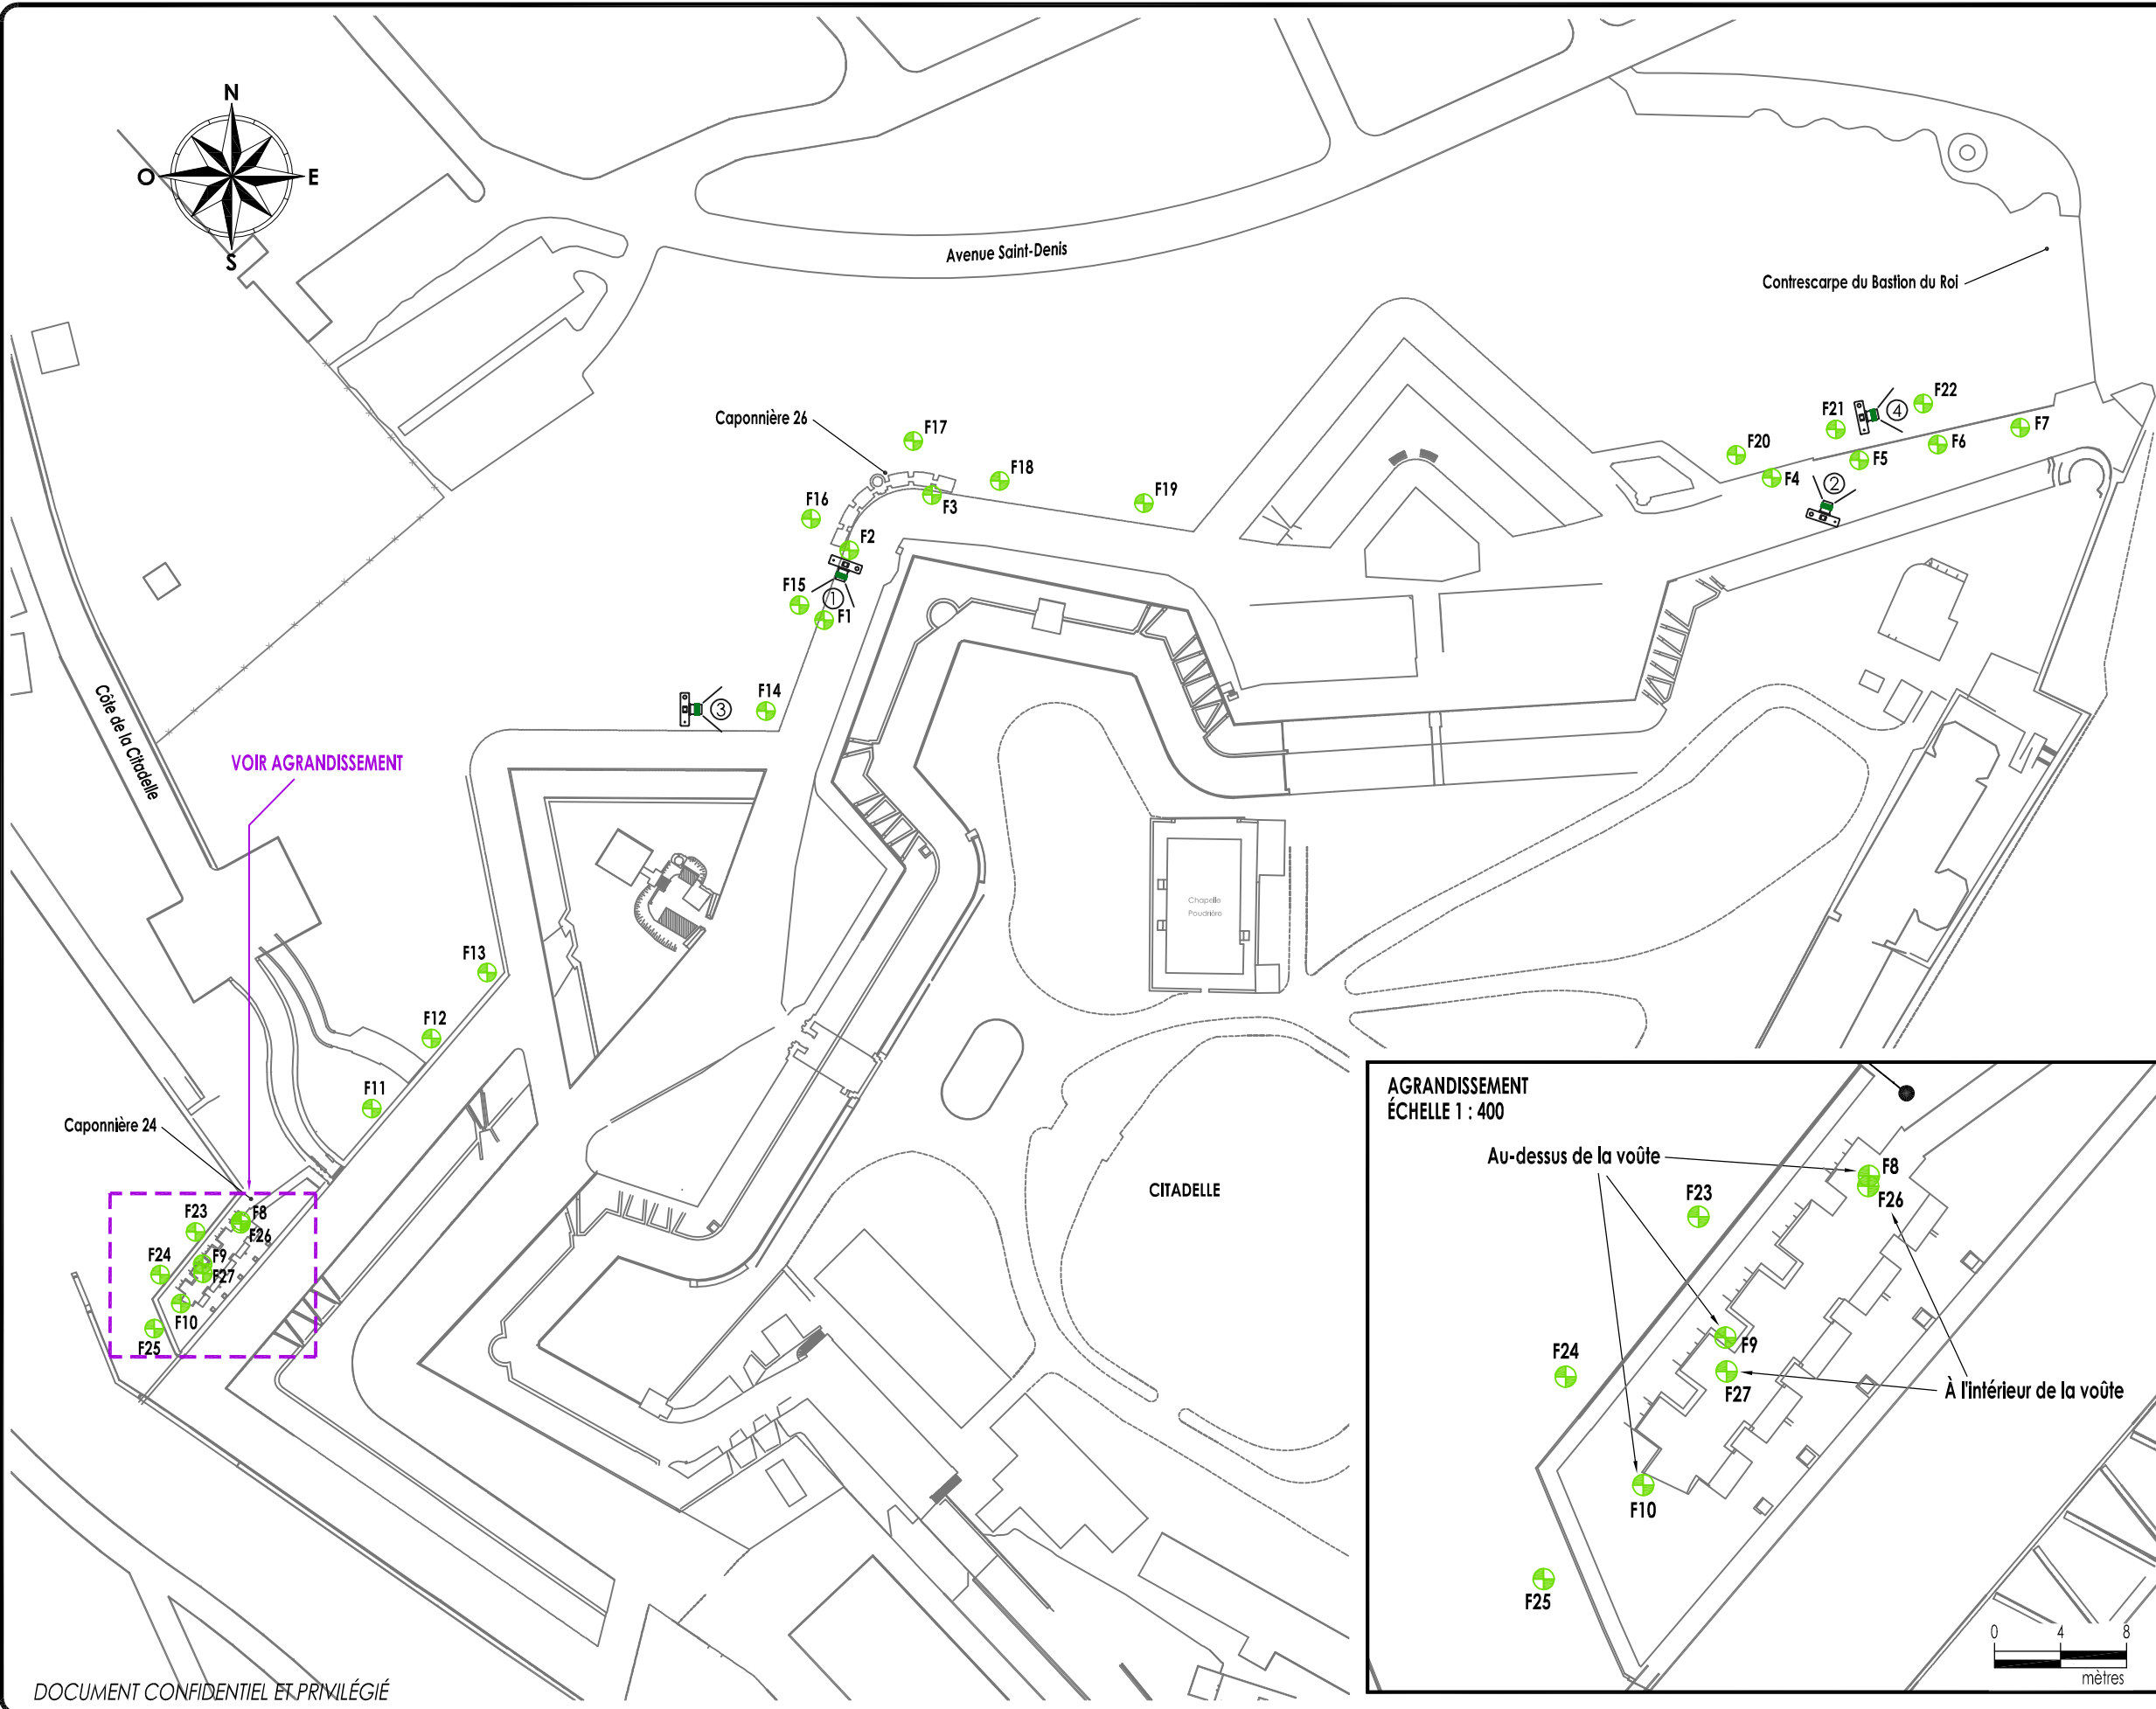 N
O
E
S
Avenue Saint-Denis
Contrescarpe du Bastion du Roi
Caponnière 26
F17
F18
F19
F16
F3
F2
F15
1
F1
F20
F21
4
F22
F4
F5
F6
F7
2
3
F14
Côte de la Citadelle
VOIR AGRANDISSEMENT
Chapelle
Poudrière
F13
F12
F11
Caponnière 24
F23
F8
F26
F24
F9
F27
F10
F25
CITADELLE
AGRANDISSEMENT
ÉCHELLE 1 : 400
Au-dessus de la voûte
F8
F26
F23
F9
F24
F27
À l'intérieur de la voûte
F10
F25
0 4 8
mètres
DOCUMENT CONFIDENTIEL ET PRIVILÉGIÉ